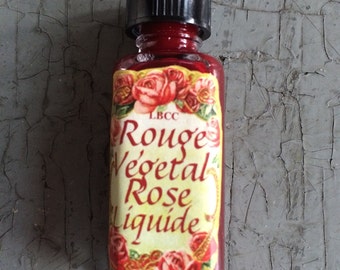 LBCC
Rouge
Végétal
Rose
Liquide